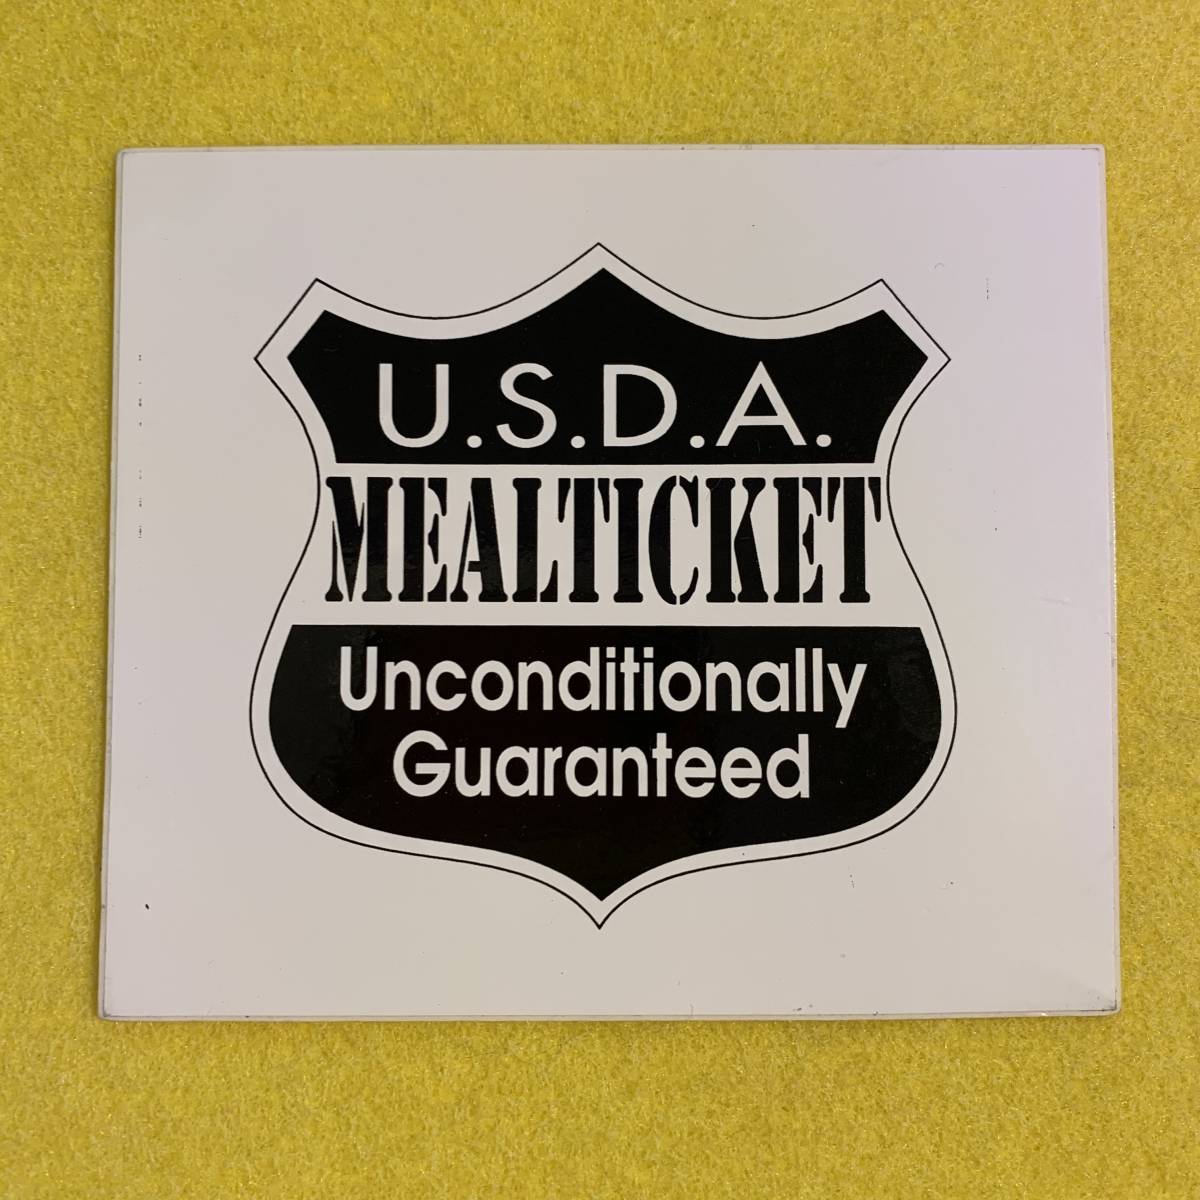 U.S.D.A.
MEALTICKET
Unconditionally
Guaranteed